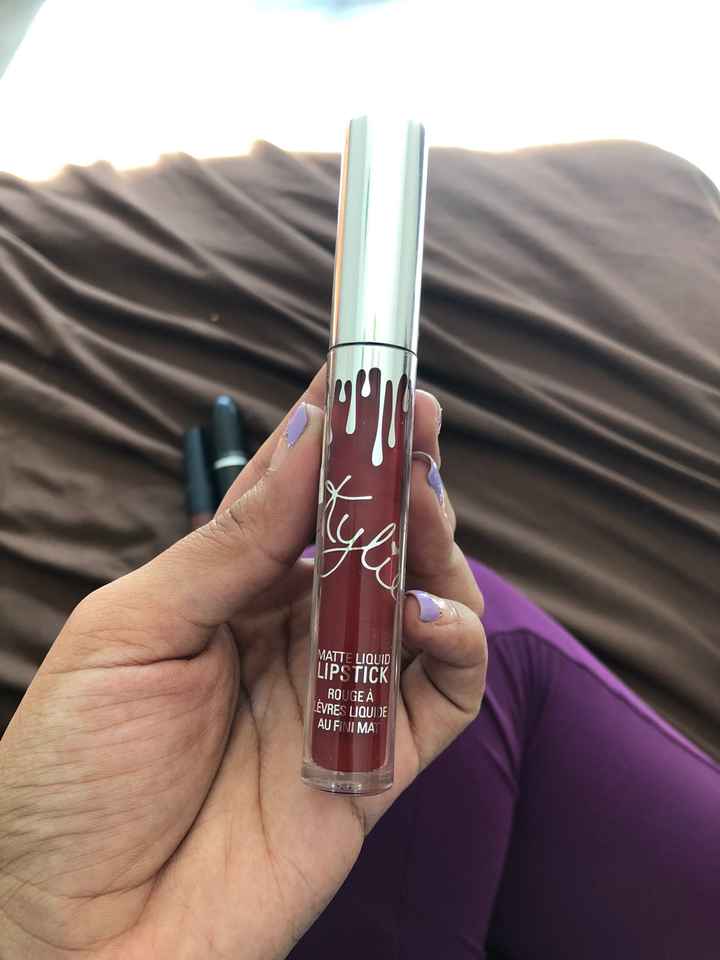 Kylie
MATTE LIQUID
LIPSTICK
ROUGE À
LÈVRES LIQUIDE
AU FINI MAT